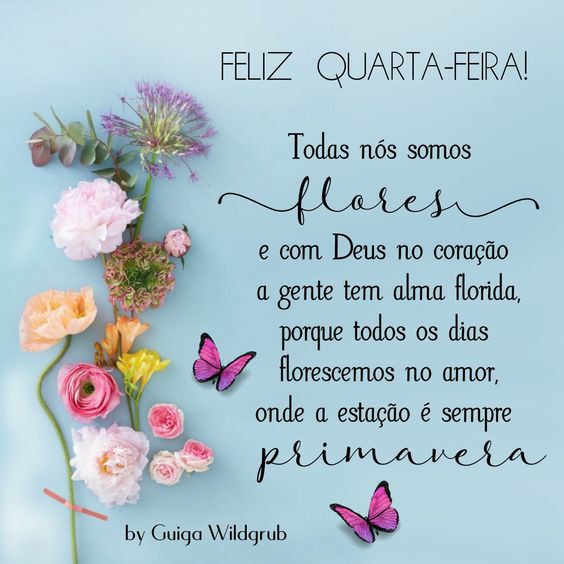 FELIZ QUARTA-FEIRA!
Todas nós somos
flores
e com Deus no coração
a gente tem alma florida,
porque todos os dias
florescemos no amor,
onde a estação é sempre
primavera
by Guiga Wildgrub